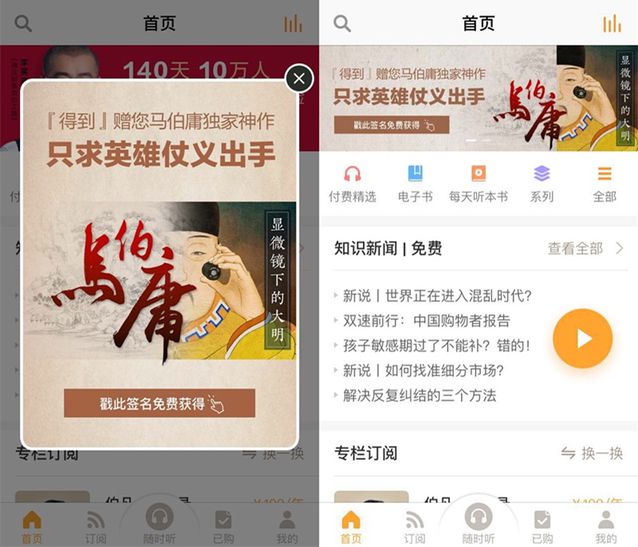 首页
140天 10万人
『得到』赠您马伯庸独家神作
只求英雄仗义出手
馬伯庸
显微镜下的大明
戳此签名免费获得
专栏订阅
换一换
¥199/年
首页
订阅
随时听
已购
我的
首页
『得到』赠您马伯庸独家神作
只求英雄仗义出手
戳此签名免费获得
馬伯庸
显微镜下的大明
付费精选
电子书
每天听本书
系列
全部
知识新闻 | 免费
查看全部
新说丨世界正在进入混乱时代?
双速前行：中国购物者报告
孩子敏感期过了不能补？错的!
新说丨如何找准细分市场?
解决反复纠结的三个方法
专栏订阅
换一换
¥199/年
首页
订阅
随时听
已购
我的